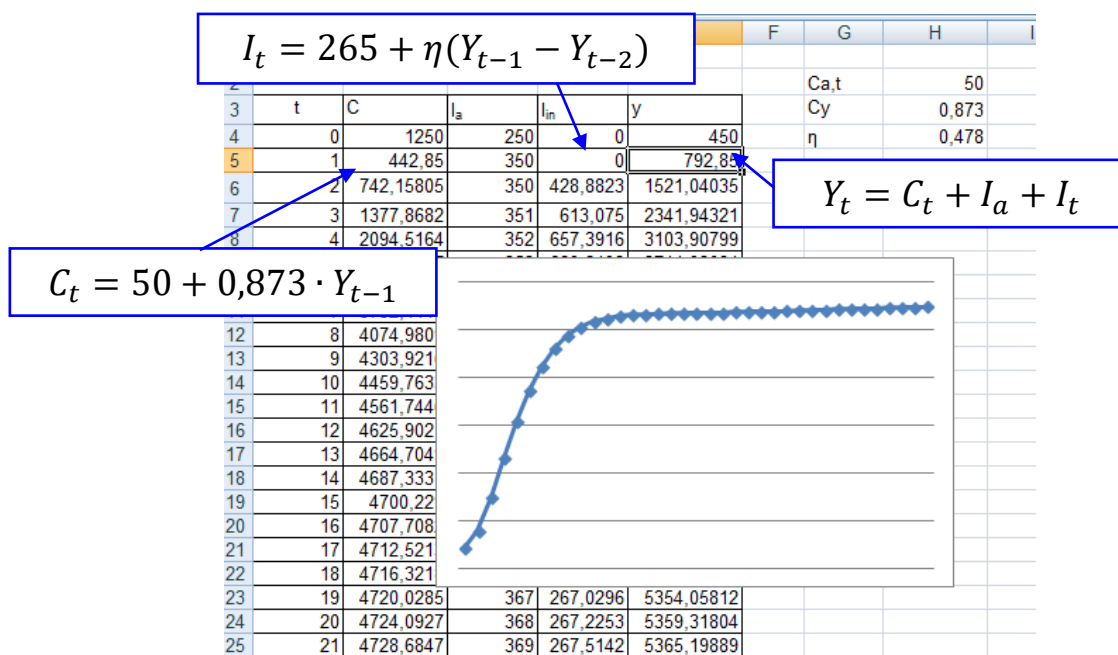 I_t = 265 + η(Y_{t−1} − Y_{t−2})
F G H I
2 Ca,t 50
3 t C I_a I_in y Cy 0,873
4 0 1250 250 0 450 η 0,478
5 1 442,85 350 0 792,85
Y_t = C_t + I_a + I_t
6 2 742,15805 350 428,8823 1521,04035
7 3 1377,8682 351 613,075 2341,94321
8 4 2094,5164 352 657,3916 3103,90799
C_t = 50 + 0,873 · Y_{t−1}
12 8 4074,980
13 9 4303,921
14 10 4459,763
15 11 4561,744
16 12 4625,902
17 13 4664,704
18 14 4687,333
19 15 4700,22
20 16 4707,708
21 17 4712,521
22 18 4716,321
23 19 4720,0285 367 267,0296 5354,05812
24 20 4724,0927 368 267,2253 5359,31804
25 21 4728,6847 369 267,5142 5365,19889